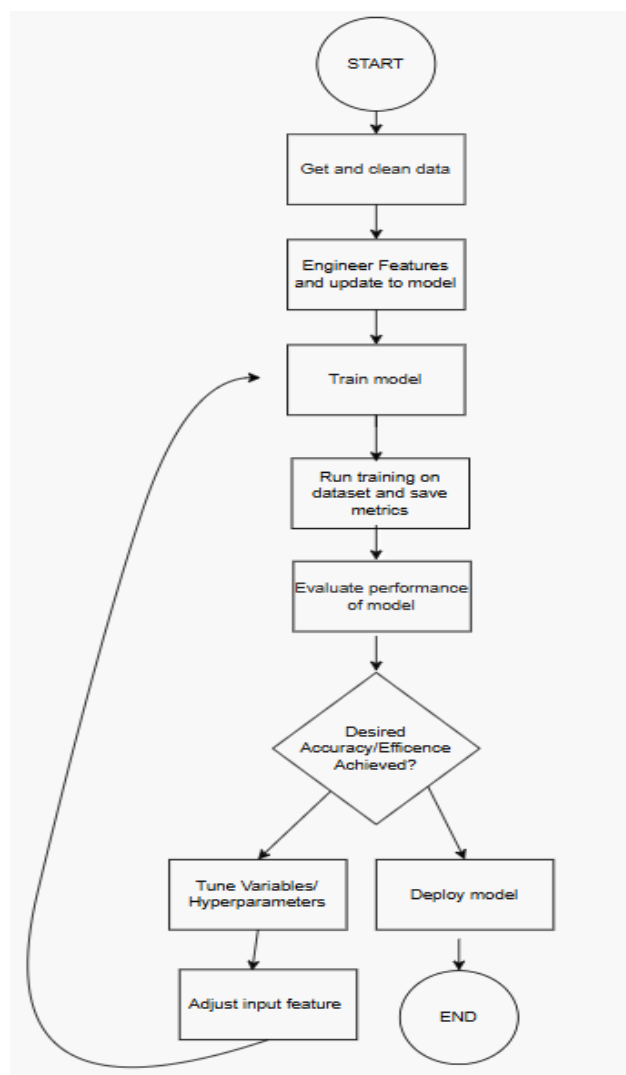 START
Get and clean data
Engineer Features
and update to model
Train model
Run training on
dataset and save
metrics
Evaluate performance
of model
Desired
Accuracy/Efficence
Achieved?
Tune Variables/
Hyperparameters
Deploy model
Adjust input feature
END